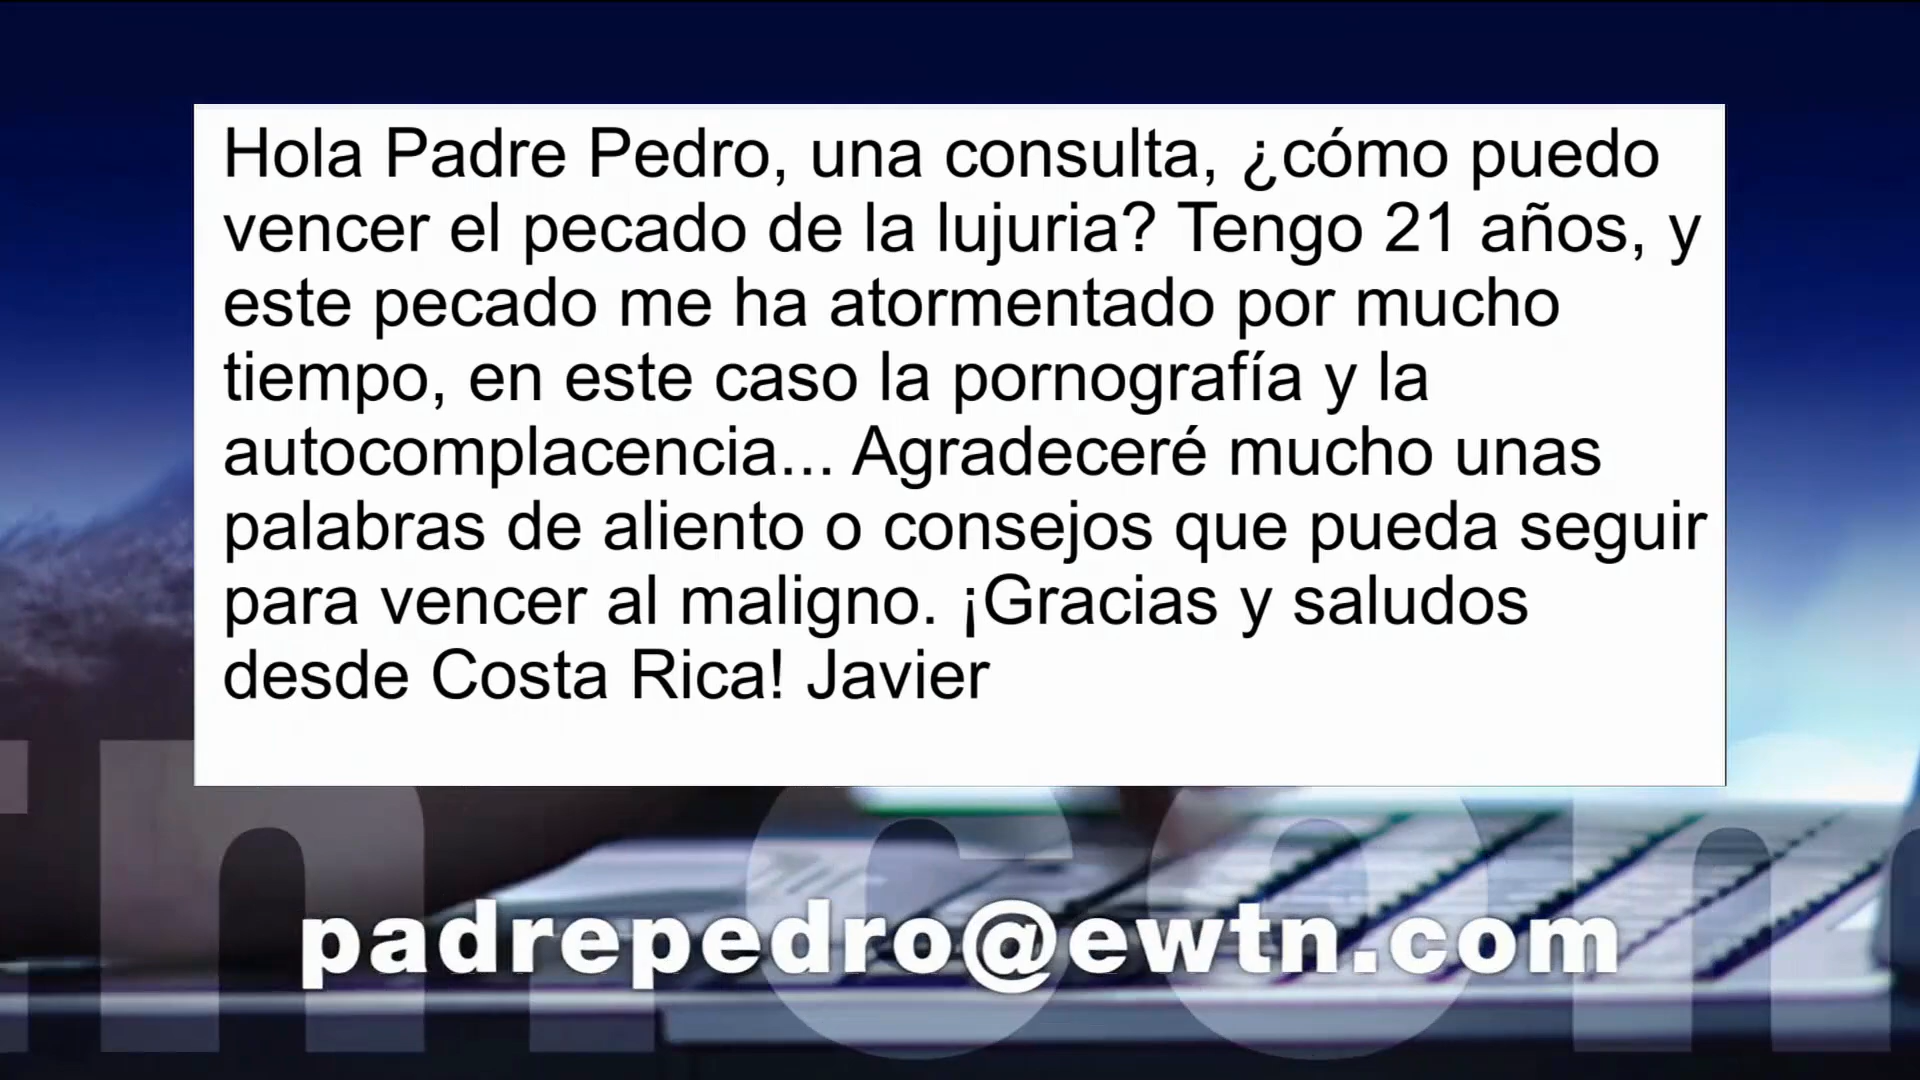 Hola Padre Pedro, una consulta, ¿cómo puedo
vencer el pecado de la lujuria? Tengo 21 años, y
este pecado me ha atormentado por mucho
tiempo, en este caso la pornografía y la
autocomplacencia... Agradeceré mucho unas
palabras de aliento o consejos que pueda seguir
para vencer al maligno. ¡Gracias y saludos
desde Costa Rica! Javier
padrepedro@ewtn.com